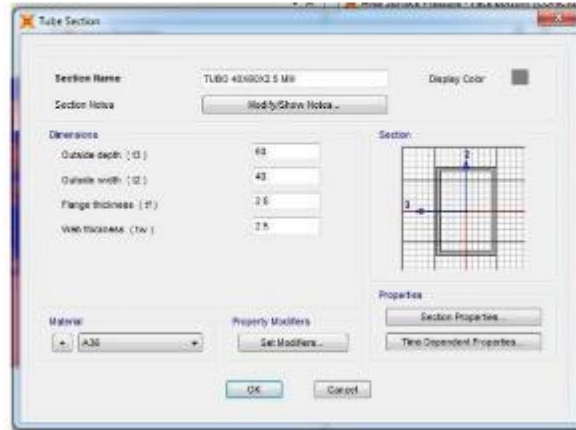 Tube Section
Section Name
TUBO 40X60X2.5 MM
Display Color
Section Notes
Modify/Show Notes...
Dimensions
Section
Outside depth ( t3 )
60
Outside width ( t2 )
40
Flange thickness ( tf )
2.5
Web thickness ( tw )
2.5
2
3
Properties
Material
Property Modifiers
Section Properties...
+ A36
Set Modifiers...
Time Dependent Properties...
OK
Cancel